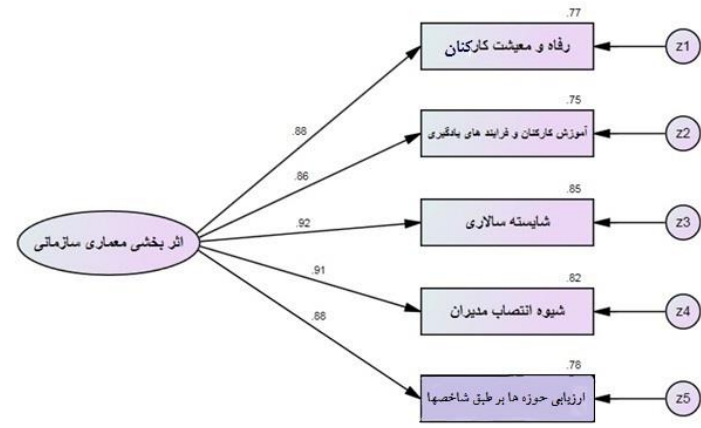 .77
رفاه و معیشت کارکنان
z1
.88
.75
آموزش کارکنان و فرایند های یادگیری
z2
.86
.85
شایسته سالاری
z3
.92
اثر بخشی معماری سازمانی
.82
شیوه انتصاب مدیران
z4
.91
.78
ارزیابی حوزه ها بر طبق شاخصها
z5
.88